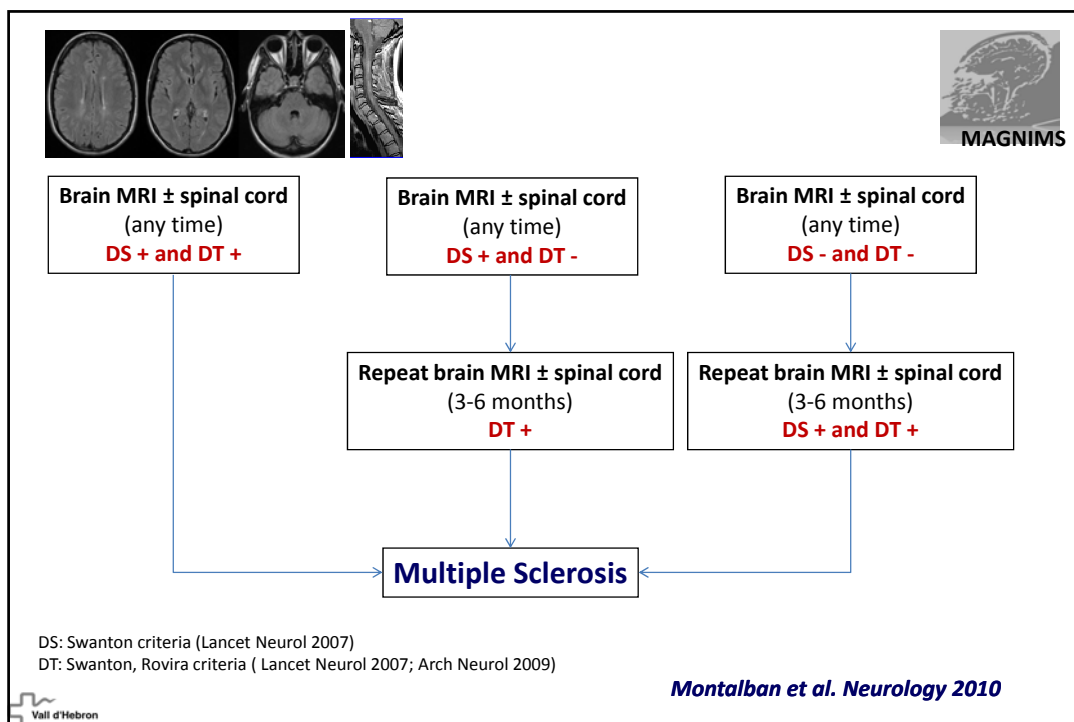 MAGNIMS
Brain MRI ± spinal cord
(any time)
DS + and DT +
Brain MRI ± spinal cord
(any time)
DS + and DT -
Brain MRI ± spinal cord
(any time)
DS - and DT -
Repeat brain MRI ± spinal cord
(3-6 months)
DT +
Repeat brain MRI ± spinal cord
(3-6 months)
DS + and DT +
Multiple Sclerosis
DS: Swanton criteria (Lancet Neurol 2007)
DT: Swanton, Rovira criteria ( Lancet Neurol 2007; Arch Neurol 2009)
Montalban et al. Neurology 2010
Vall d'Hebron